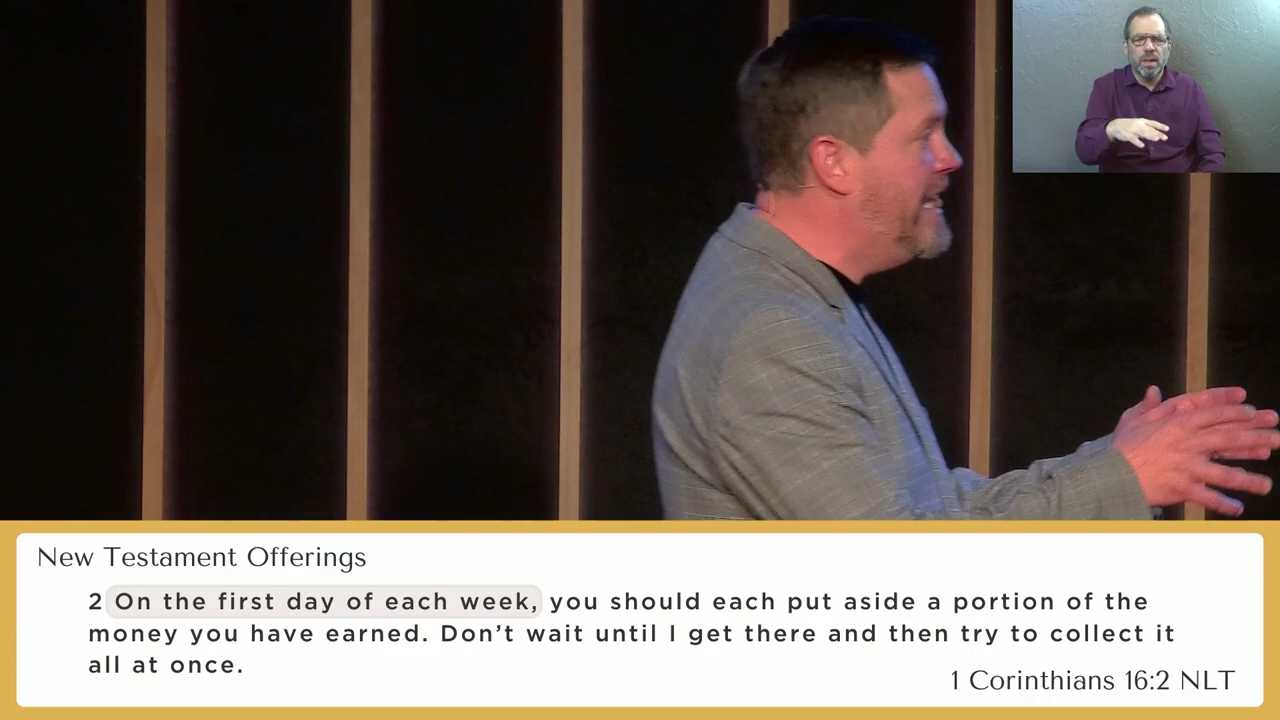 New Testament Offerings
2 On the first day of each week, you should each put aside a portion of the
money you have earned. Don’t wait until I get there and then try to collect it
all at once.
1 Corinthians 16:2 NLT